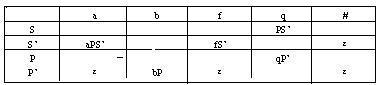 a b f q #
S PS'
S' aPS' fS' z
P qP'
P' z bP z z